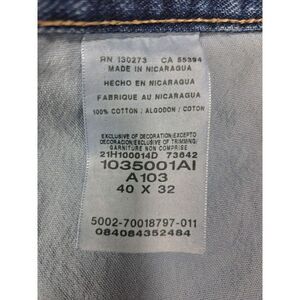 RN 130273 CA 55394
MADE IN NICARAGUA
HECHO EN NICARAGUA
FABRIQUE AU NICARAGUA
100% COTTON / ALGODON / COTON
EXCLUSIVE OF DECORATION/EXCEPTO
DECORACION/EXCLUSIVE OF TRIMMING/
GARNITURE NON COMPRISE
21H100014D 73642
1035001AI
A103
40 X 32
5002-70018797-011
084084352484